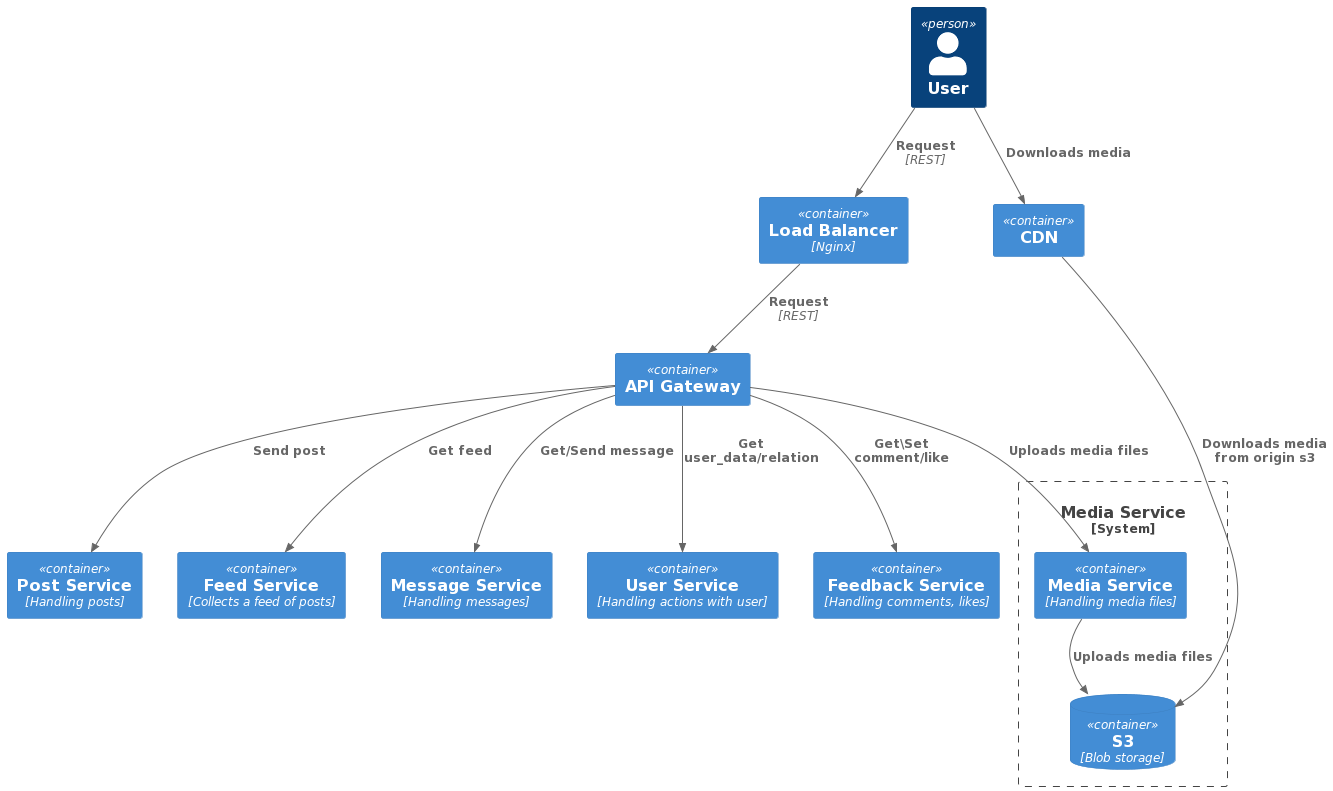 «person»
User
Request
[REST]
Downloads media
«container»
Load Balancer
[Nginx]
«container»
CDN
Request
[REST]
«container»
API Gateway
Send post
Get feed
Get/Send message
Get
user_data/relation
Get\Set
comment/like
Uploads media files
Downloads media
from origin s3
Media Service
[System]
«container»
Post Service
[Handling posts]
«container»
Feed Service
[Collects a feed of posts]
«container»
Message Service
[Handling messages]
«container»
User Service
[Handling actions with user]
«container»
Feedback Service
[Handling comments, likes]
«container»
Media Service
[Handling media files]
Uploads media files
«container»
S3
[Blob storage]